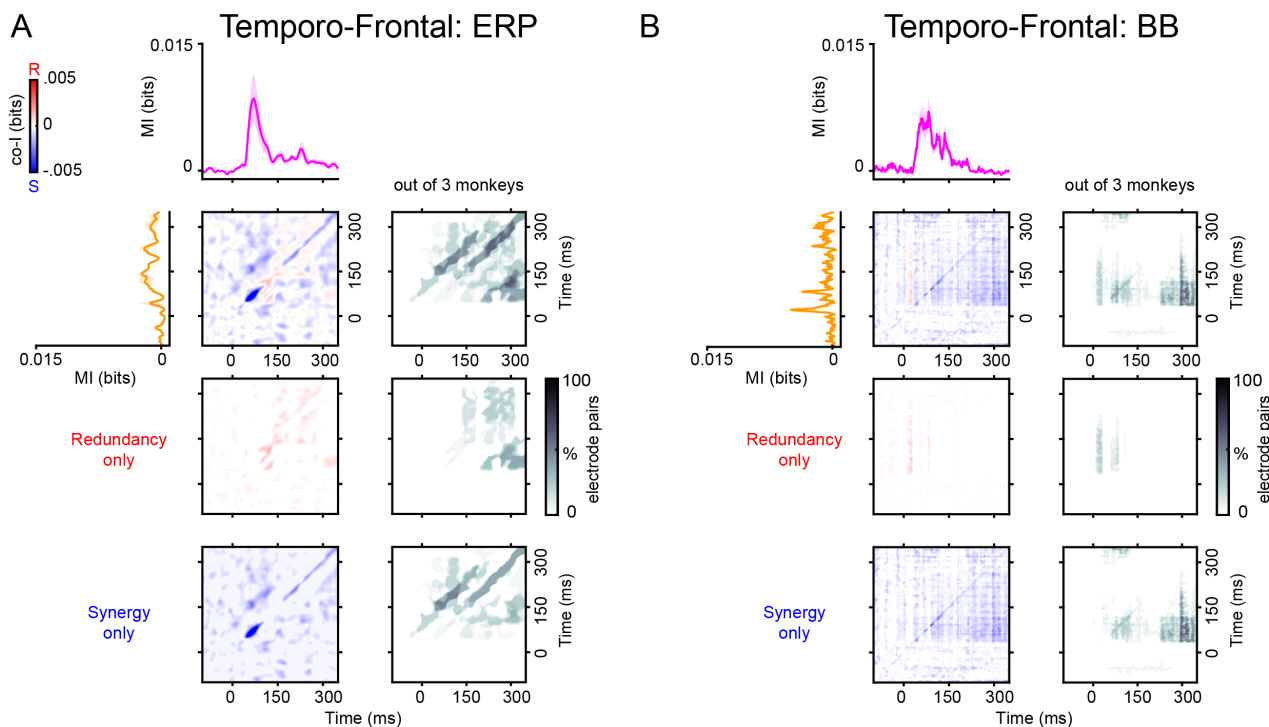 A
Temporo-Frontal: ERP
0.015
MI (bits)
0
R
.005
0
-.005
S
co-I (bits)
out of 3 monkeys
300
150
0
Time (ms)
0.015
0
MI (bits)
0 150 300
0 150 300
Redundancy
only
100
%
0
electrode pairs
Synergy
only
300
150
0
Time (ms)
0 150 300
0 150 300
Time (ms)
B
Temporo-Frontal: BB
0.015
MI (bits)
0
out of 3 monkeys
300
150
0
Time (ms)
0.015
0
MI (bits)
0 150 300
0 150 300
Redundancy
only
100
%
0
electrode pairs
Synergy
only
300
150
0
Time (ms)
0 150 300
0 150 300
Time (ms)